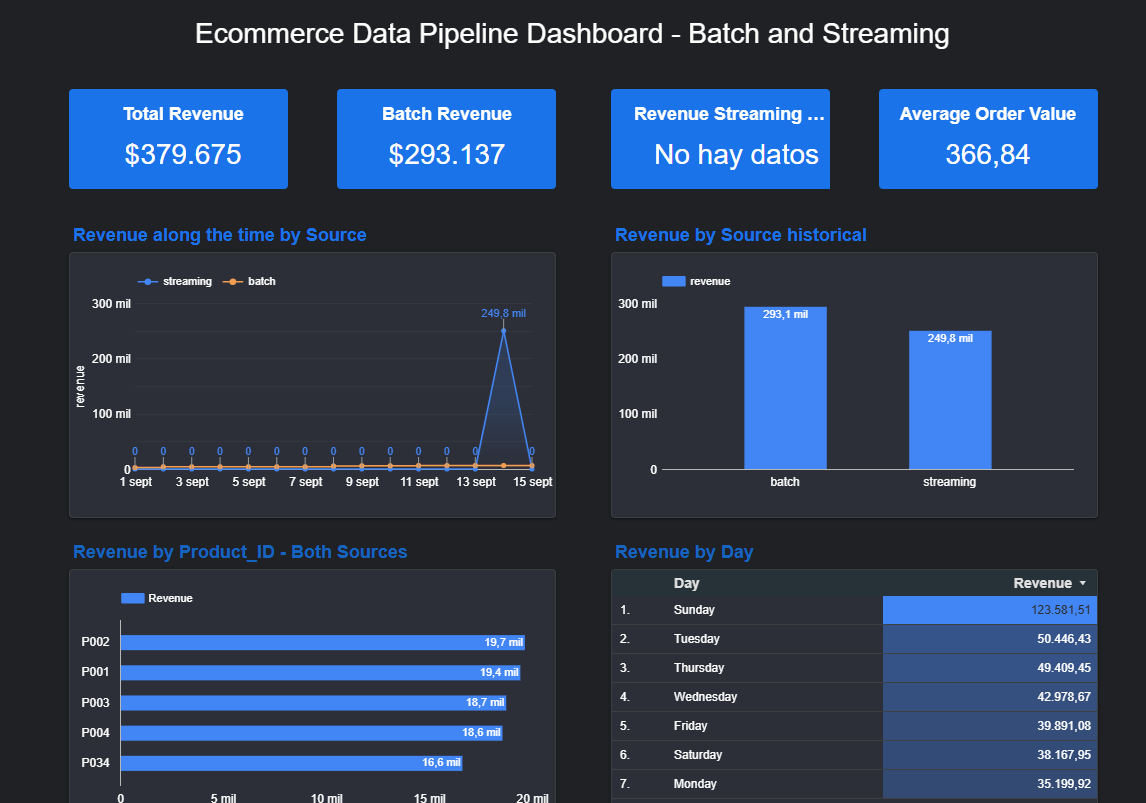 Ecommerce Data Pipeline Dashboard - Batch and Streaming
Total Revenue
$379.675
Batch Revenue
$293.137
Revenue Streaming ...
No hay datos
Average Order Value
366,84
Revenue along the time by Source
streaming batch
300 mil
200 mil
100 mil
0
revenue
249,8 mil
0 0 0 0 0 0 0 0 0 0 0 0 0 0
1 sept 3 sept 5 sept 7 sept 9 sept 11 sept 13 sept 15 sept
Revenue by Source historical
revenue
300 mil
200 mil
100 mil
0
293,1 mil
249,8 mil
batch streaming
Revenue by Product_ID - Both Sources
Revenue
P002 19,7 mil
P001 19,4 mil
P003 18,7 mil
P004 18,6 mil
P034 16,6 mil
0 5 mil 10 mil 15 mil 20 mil
Revenue by Day
Day Revenue
1. Sunday 123.581,51
2. Tuesday 50.446,43
3. Thursday 49.409,45
4. Wednesday 42.978,67
5. Friday 39.891,08
6. Saturday 38.167,95
7. Monday 35.199,92